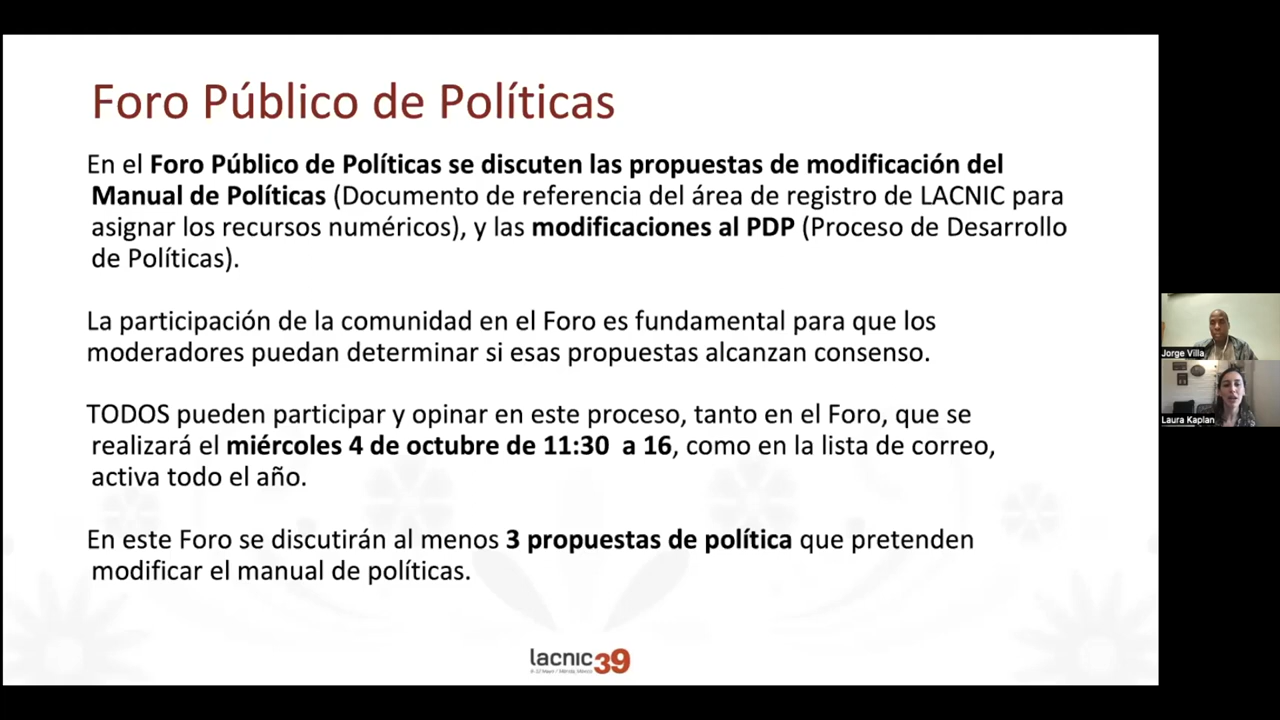 Foro Público de Políticas
En el Foro Público de Políticas se discuten las propuestas de modificación del
Manual de Políticas (Documento de referencia del área de registro de LACNIC para
asignar los recursos numéricos), y las modificaciones al PDP (Proceso de Desarrollo
de Políticas).
La participación de la comunidad en el Foro es fundamental para que los
moderadores puedan determinar si esas propuestas alcanzan consenso.
TODOS pueden participar y opinar en este proceso, tanto en el Foro, que se
realizará el miércoles 4 de octubre de 11:30 a 16, como en la lista de correo,
activa todo el año.
En este Foro se discutirán al menos 3 propuestas de política que pretenden
modificar el manual de políticas.
lacnic39
Jorge Villa
Laura Kaplan